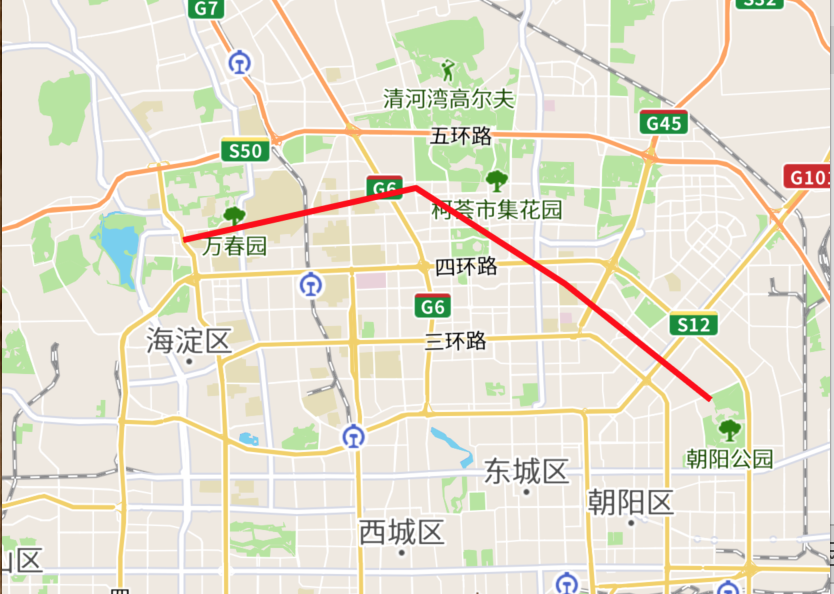 G7
S32
清河湾高尔夫
五环路
G45
S50
G101
G6
柯荟市集花园
万春园
四环路
G6
S12
海淀区
三环路
朝阳公园
东城区
朝阳区
西城区
山区